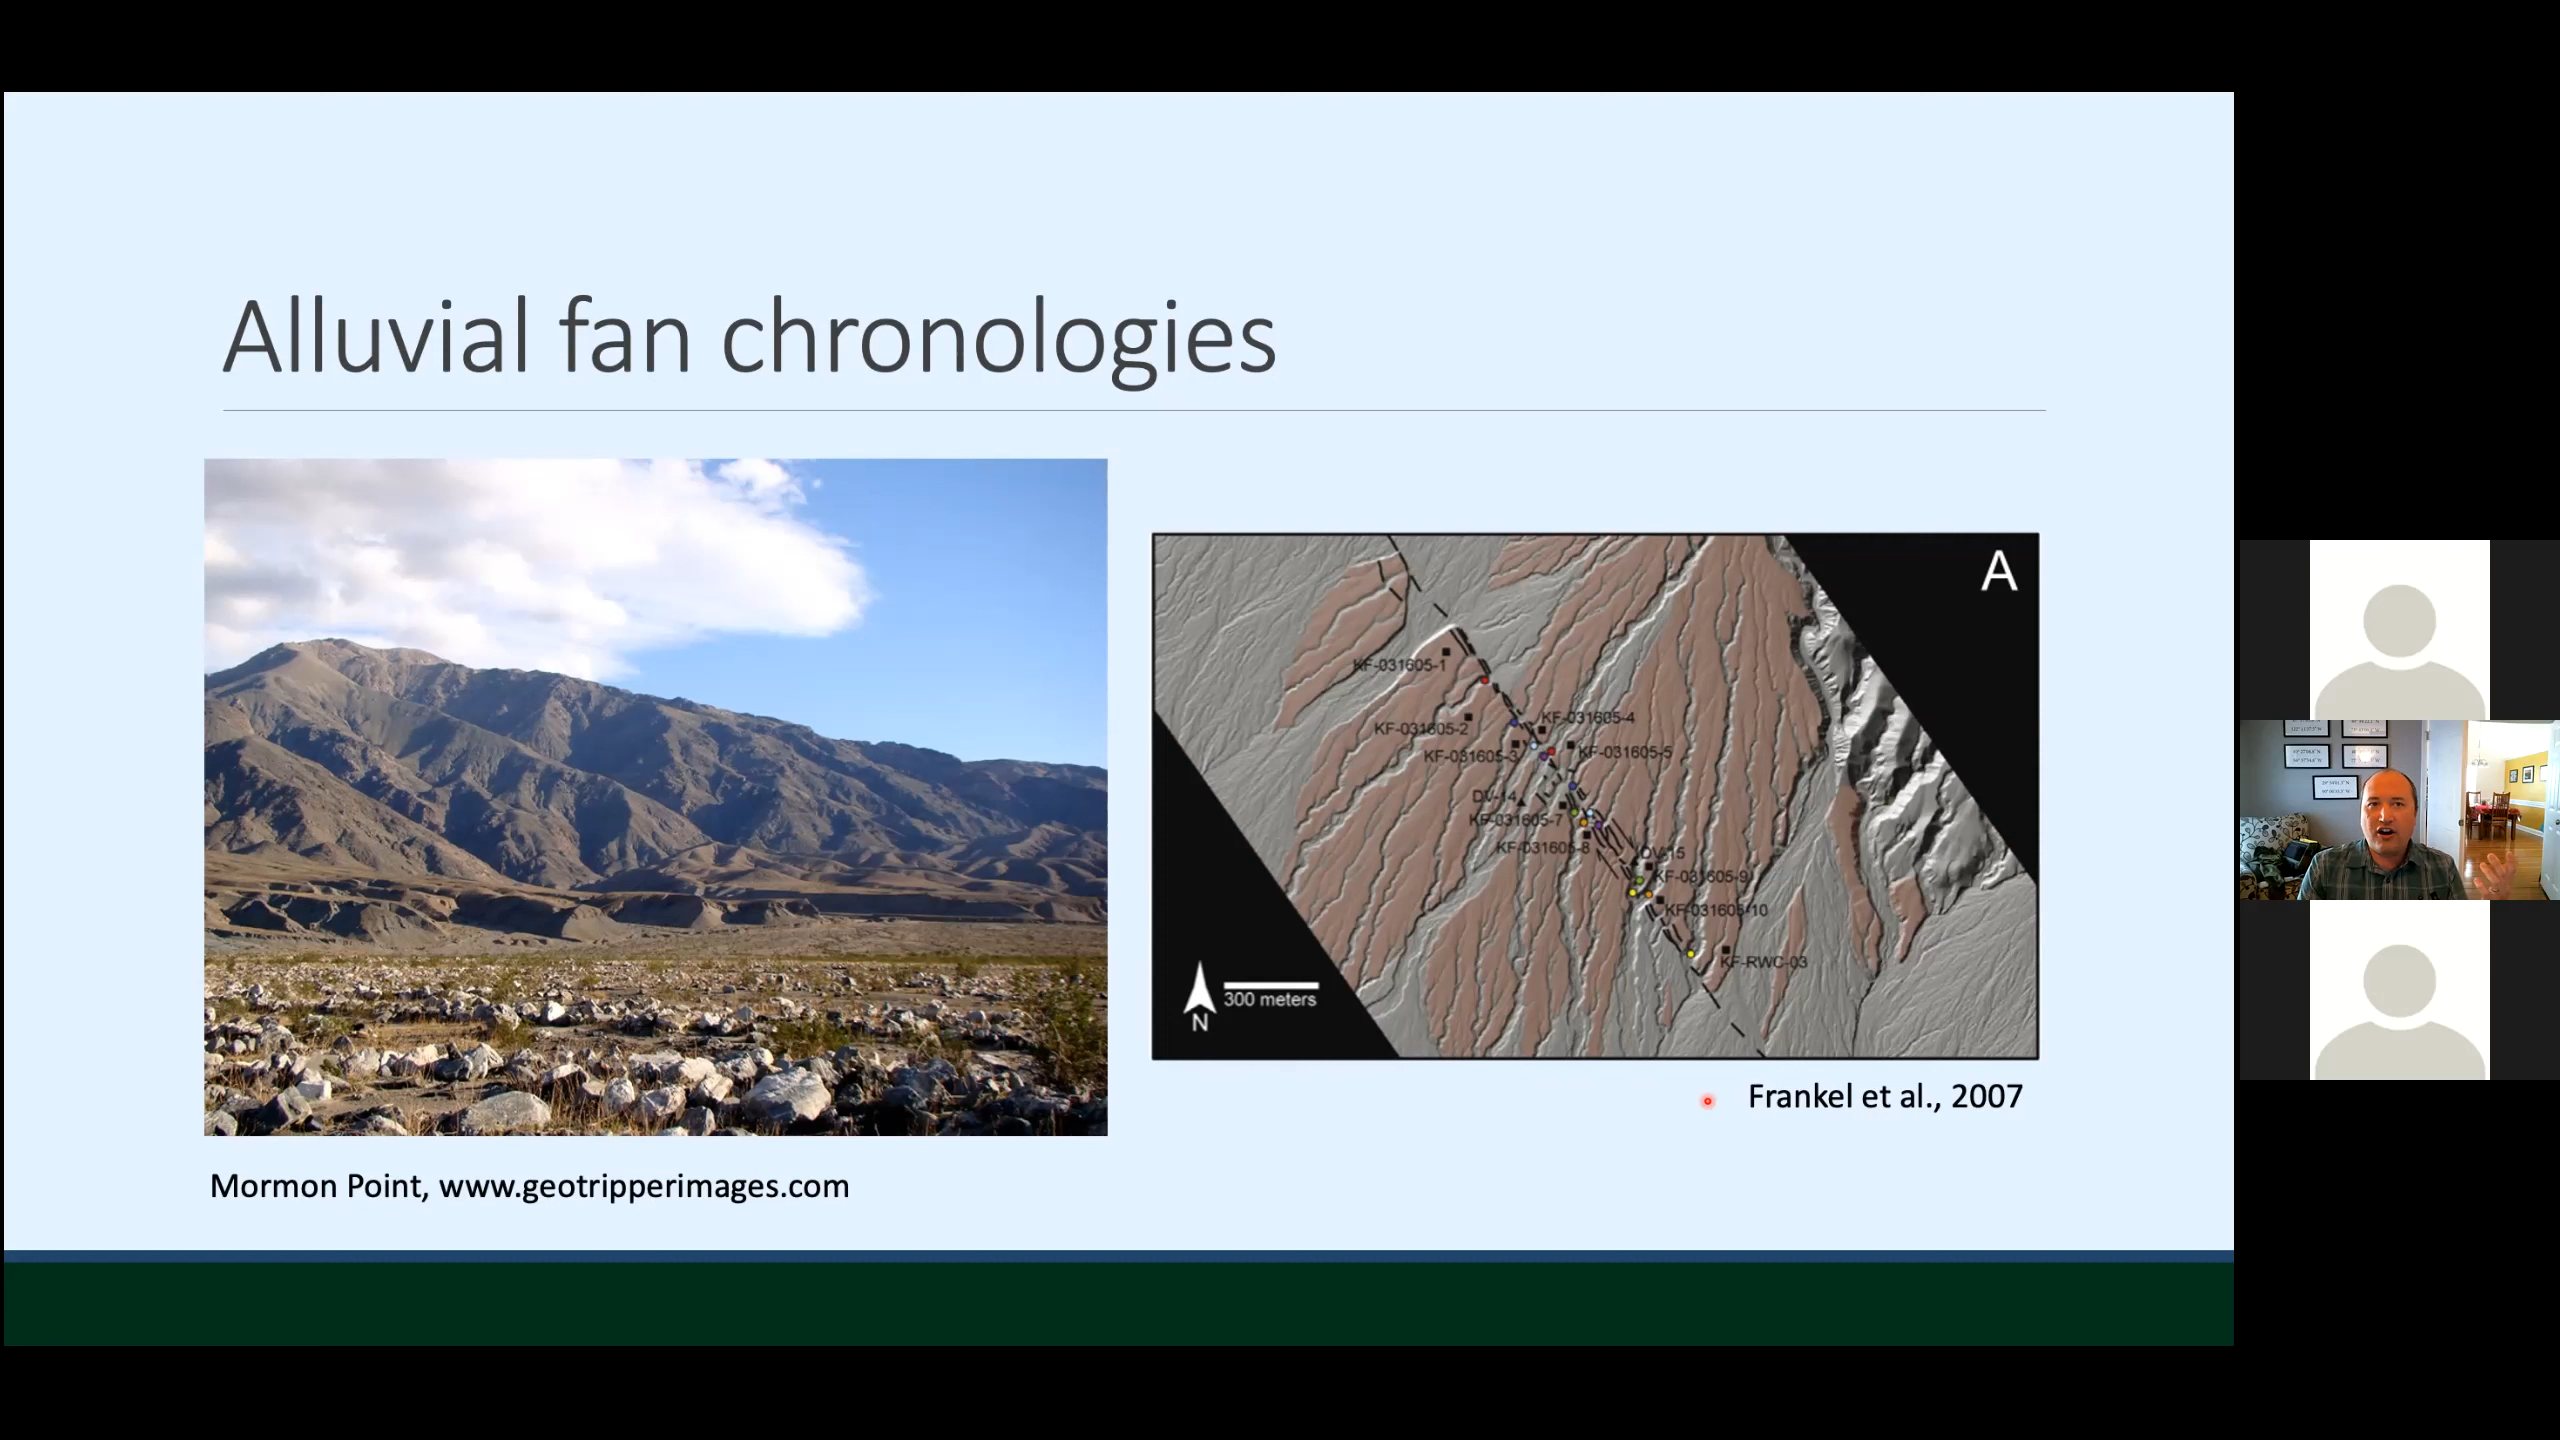 Alluvial fan chronologies
A
KF-031605-1
KF-031605-4
KF-031605-2
KF-031605-3
KF-031605-5
DV-14
KF-031605-7
KF-031605-8
DV-15
KF-031605-9
KF-031605-10
KF-RWC-03
300 meters
N
Frankel et al., 2007
Mormon Point, www.geotripperimages.com